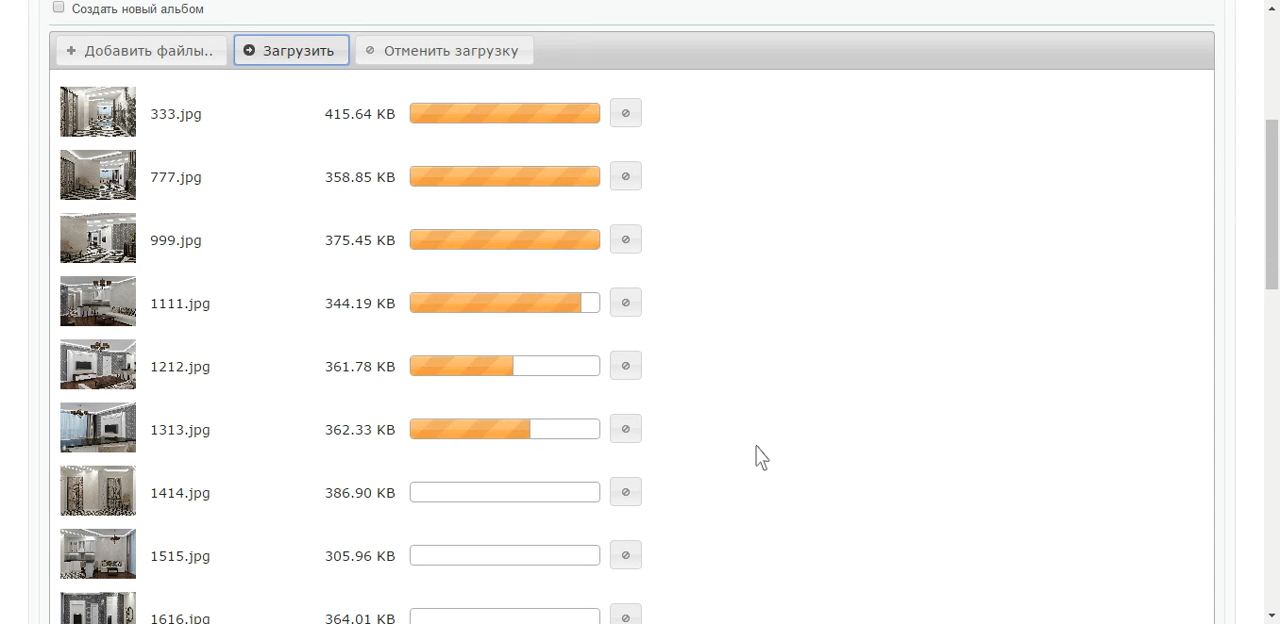 Создать новый альбом
Добавить файлы.. Загрузить Отменить загрузку
333.jpg 415.64 KB
777.jpg 358.85 KB
999.jpg 375.45 KB
1111.jpg 344.19 KB
1212.jpg 361.78 KB
1313.jpg 362.33 KB
1414.jpg 386.90 KB
1515.jpg 305.96 KB
1616.jpg 364.01 KB